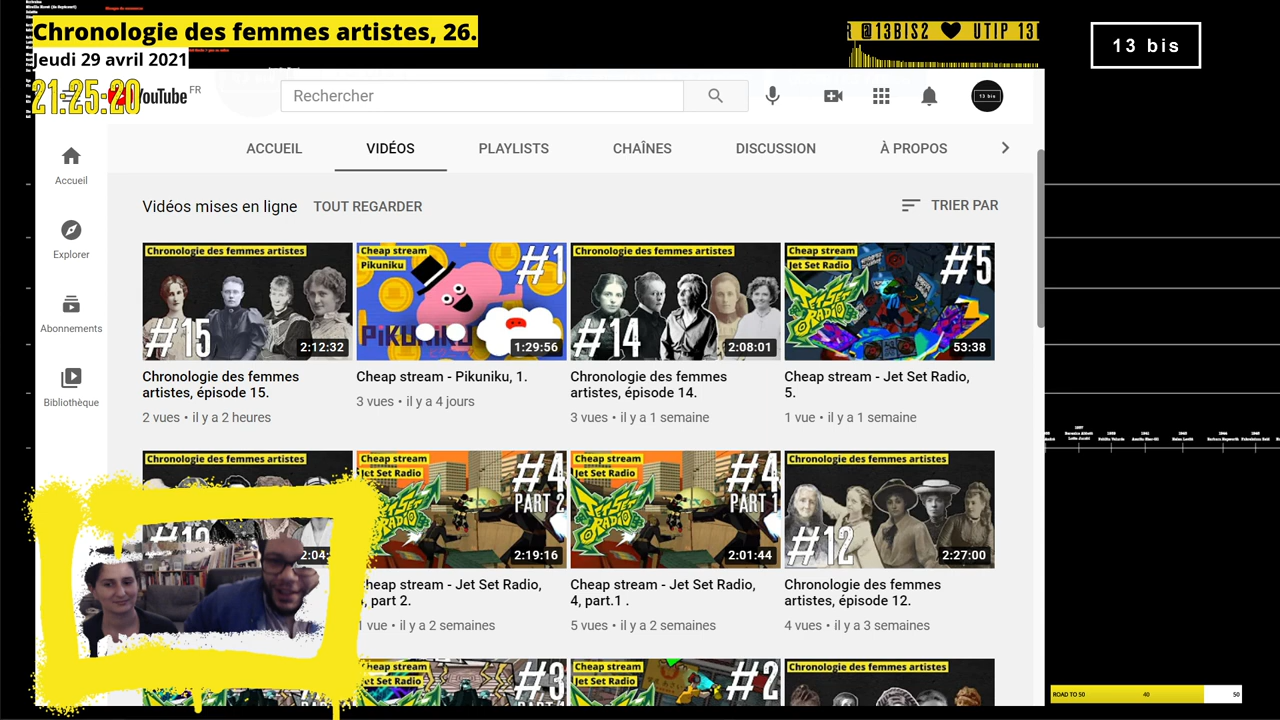 Chronologie des femmes artistes, 26.
Jeudi 29 avril 2021
21:25:20
@13BIS2 ♥ UTIP 13
13 bis
YouTube FR
Rechercher
13 bis
ACCUEIL VIDÉOS PLAYLISTS CHAÎNES DISCUSSION À PROPOS
Accueil
Explorer
Abonnements
Bibliothèque
Vidéos mises en ligne TOUT REGARDER TRIER PAR
Chronologie des femmes artistes
#15
2:12:32
Chronologie des femmes
artistes, épisode 15.
2 vues • il y a 2 heures
Cheap stream
Pikuniku
#1
PiKUNiKU
1:29:56
Cheap stream - Pikuniku, 1.
3 vues • il y a 4 jours
Chronologie des femmes artistes
#14
2:08:01
Chronologie des femmes
artistes, épisode 14.
3 vues • il y a 1 semaine
Cheap stream
Jet Set Radio
#5
JET SET RADIO
53:38
Cheap stream - Jet Set Radio,
5.
1 vue • il y a 1 semaine
Chronologie des femmes artistes
2:04:
Cheap stream
Jet Set Radio
#4
PART 2
2:19:16
Cheap stream - Jet Set Radio,
4, part 2.
1 vue • il y a 2 semaines
Cheap stream
Jet Set Radio
#4
PART 1
JET SET RADIO
2:01:44
Cheap stream - Jet Set Radio,
4, part.1 .
5 vues • il y a 2 semaines
Chronologie des femmes artistes
#12
2:27:00
Chronologie des femmes
artistes, épisode 12.
4 vues • il y a 3 semaines
Cheap stream
Jet Set Radio
#3
Cheap stream
Jet Set Radio
#2
Chronologie des femmes artistes
ROAD TO 50 40 50